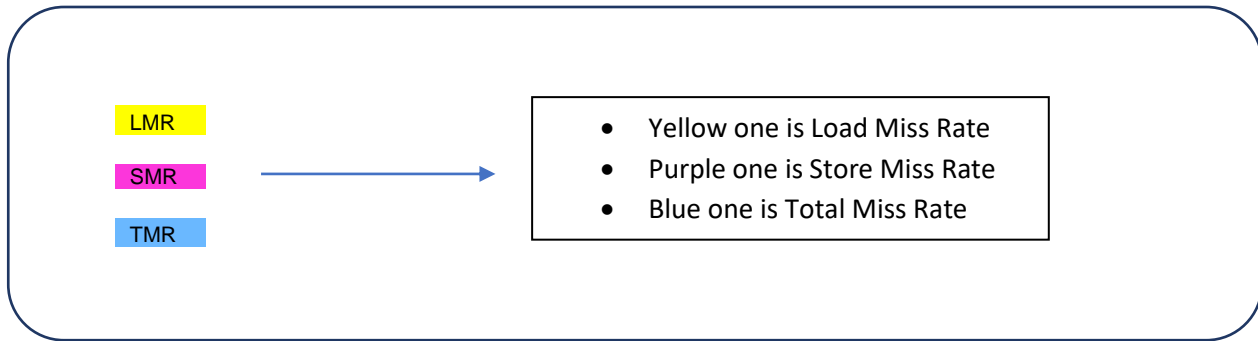 LMR
SMR
TMR
• Yellow one is Load Miss Rate
• Purple one is Store Miss Rate
• Blue one is Total Miss Rate